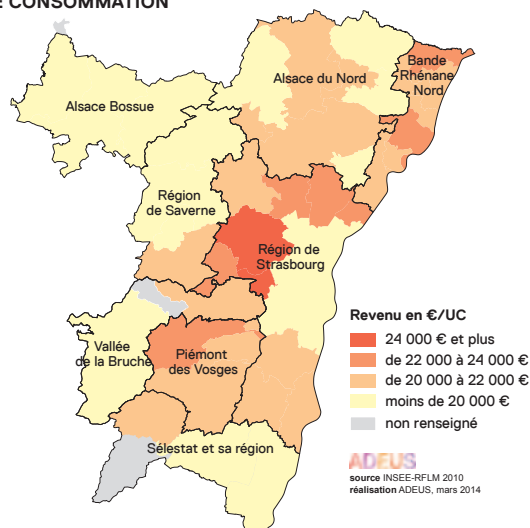 E CONSOMMATION
Alsace du Nord
Bande
Rhénane
Nord
Alsace Bossue
Région
de Saverne
Région de
Strasbourg
Vallée
de la Bruche
Piémont
des Vosges
Sélestat et sa région
Revenu en €/UC
24 000 € et plus
de 22 000 à 24 000 €
de 20 000 à 22 000 €
moins de 20 000 €
non renseigné
ADEUS
source INSEE-RFLM 2010
réalisation ADEUS, mars 2014